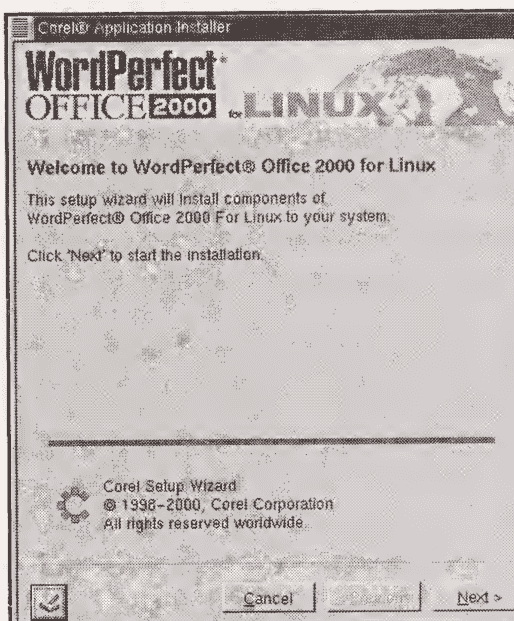 Corel® Application Installer
WordPerfect®
OFFICE 2000 for LINUX
Welcome to WordPerfect® Office 2000 for Linux
This setup wizard will install components of
WordPerfect® Office 2000 For Linux to your system.
Click 'Next' to start the installation.
Corel Setup Wizard
© 1998-2000, Corel Corporation
All rights reserved worldwide.
Cancel
Next >